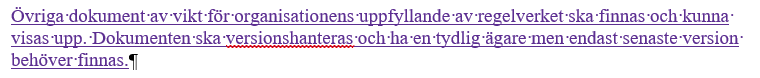 Övriga dokument av vikt för organisationens uppfyllande av regelverket ska finnas och kunna
visas upp. Dokumenten ska versionshanteras och ha en tydlig ägare men endast senaste version
behöver finnas.¶